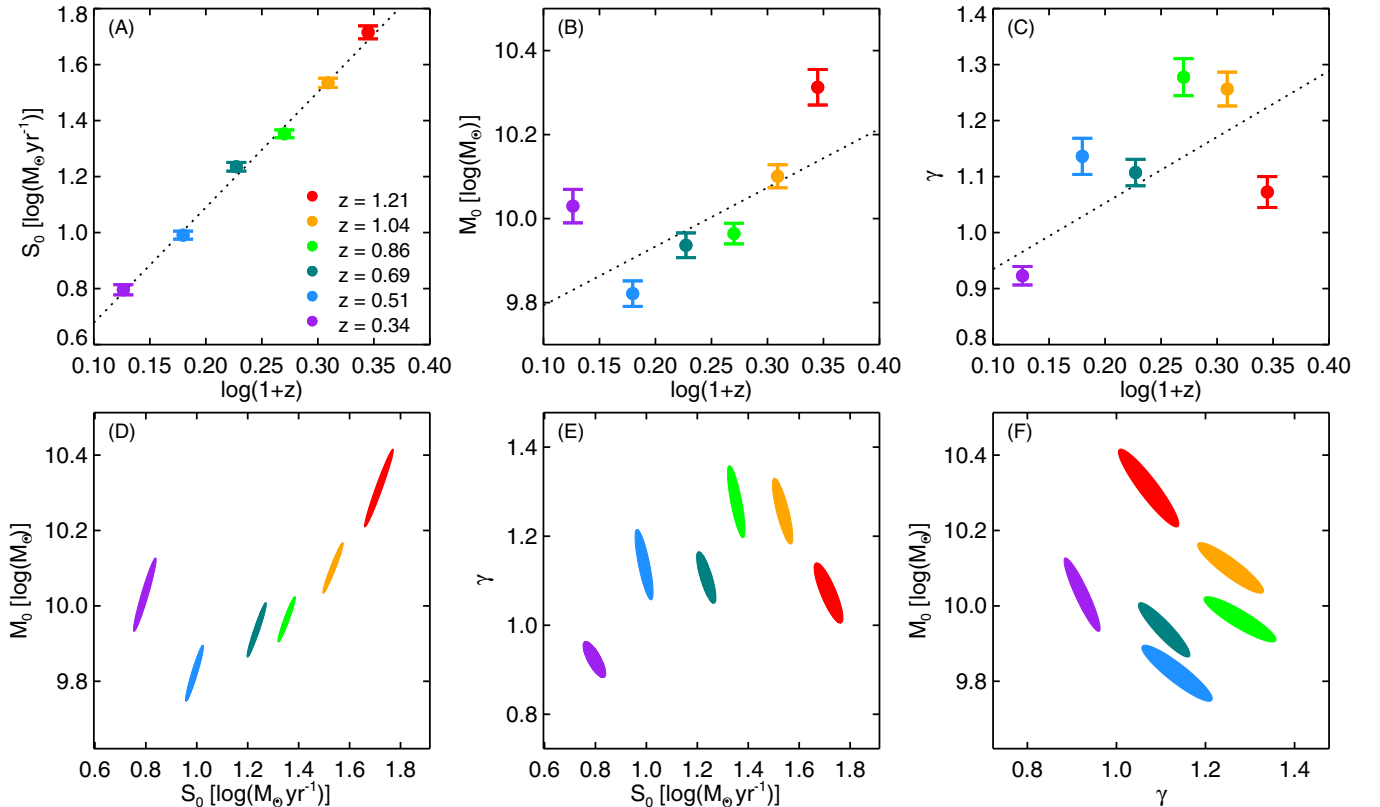 (A)
1.8
1.6
1.4
1.2
1.0
0.8
0.6
S₀ [log(M☉ yr⁻¹)]
z = 1.21
z = 1.04
z = 0.86
z = 0.69
z = 0.51
z = 0.34
0.10 0.15 0.20 0.25 0.30 0.35 0.40
log(1+z)
(B)
10.4
10.2
10.0
9.8
M₀ [log(M☉)]
0.10 0.15 0.20 0.25 0.30 0.35 0.40
log(1+z)
(C)
1.4
1.3
1.2
1.1
1.0
0.9
0.8
γ
0.10 0.15 0.20 0.25 0.30 0.35 0.40
log(1+z)
(D)
10.4
10.2
10.0
9.8
M₀ [log(M☉)]
0.6 0.8 1.0 1.2 1.4 1.6 1.8
S₀ [log(M☉ yr⁻¹)]
(E)
1.4
1.2
1.0
0.8
γ
0.6 0.8 1.0 1.2 1.4 1.6 1.8
S₀ [log(M☉ yr⁻¹)]
(F)
10.4
10.2
10.0
9.8
M₀ [log(M☉)]
0.8 1.0 1.2 1.4
γ